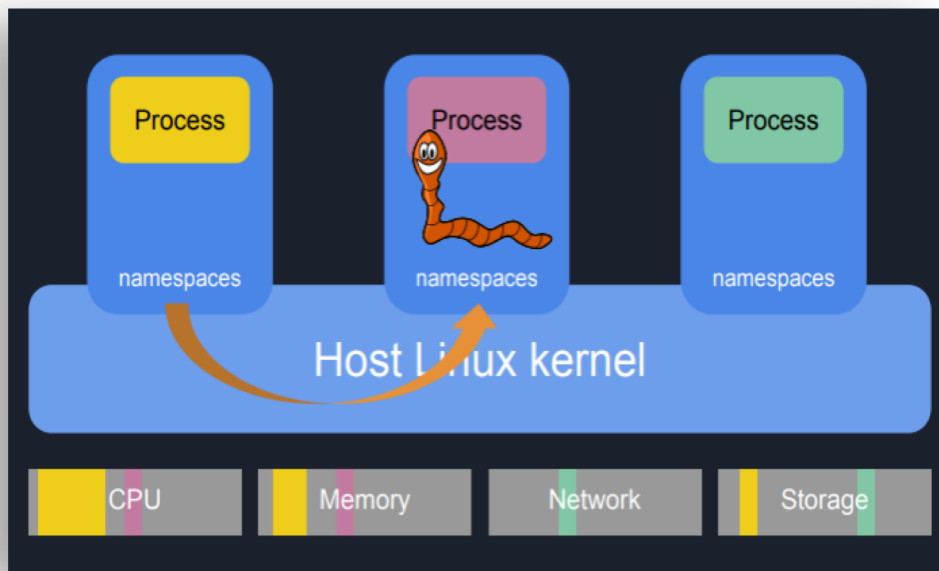 Process
Process
Process
namespaces
namespaces
namespaces
Host Linux kernel
CPU
Memory
Network
Storage